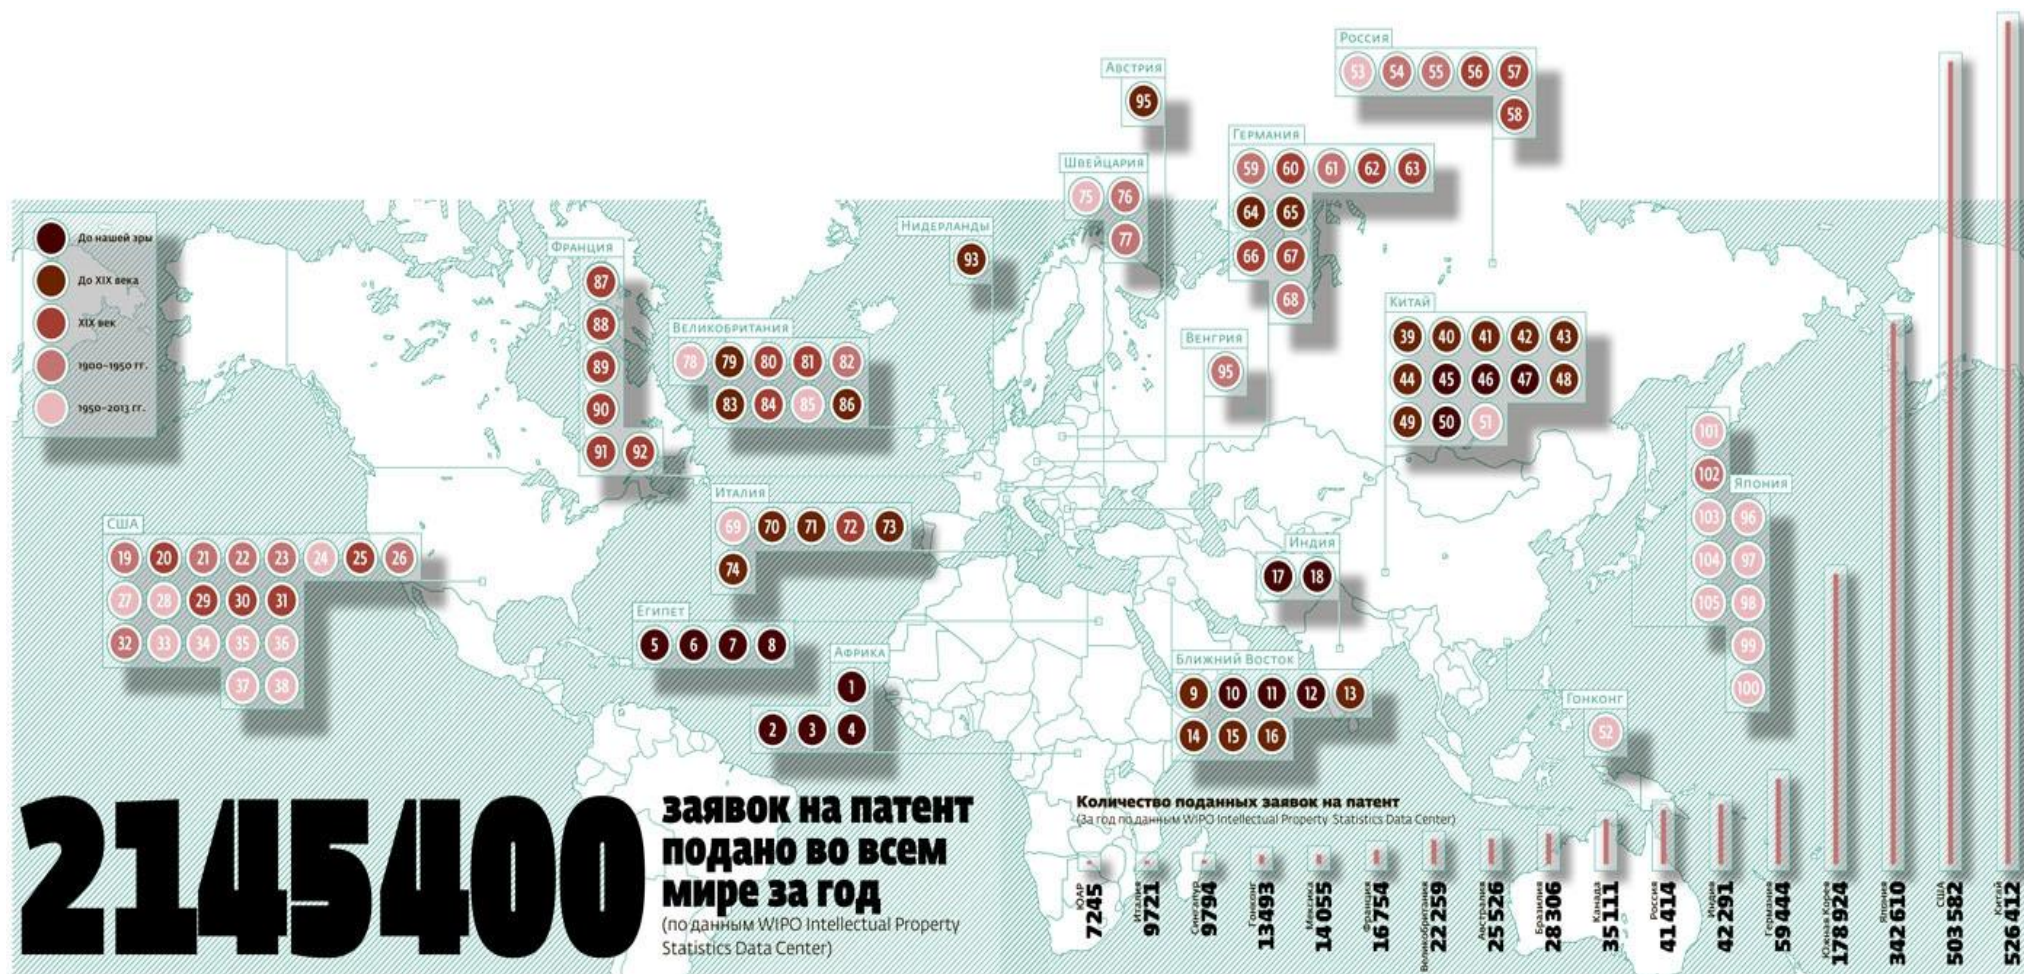 До нашей эры
До XIX века
XIX век
1900–1950 гг.
1950–2013 гг.
США
19 20 21 22 23 24 25 26
27 28 29 30 31
32 33 34 35 36
37 38
Франция
87
88
89
90
91 92
Великобритания
78 79 80 81 82
83 84 85 86
Италия
69 70 71 72 73
74
Египет
5 6 7 8
Африка
1
2 3 4
Нидерланды
93
Австрия
95
Швейцария
75 76
77
Германия
59 60 61 62 63
64 65
66 67
68
Россия
53 54 55 56 57
58
Венгрия
95
Китай
39 40 41 42 43
44 45 46 47 48
49 50 51
Индия
17 18
Ближний Восток
9 10 11 12 13
14 15 16
Гонконг
52
Япония
101
102
103 96
104 97
105 98
99
100
2145400
заявок на патент
подано во всем
мире за год
(по данным WIPO Intellectual Property
Statistics Data Center)
Количество поданных заявок на патент
(За год по данным WIPO Intellectual Property Statistics Data Center)
ЮАР
7245
Италия
9721
Сингапур
9794
Гонконг
13493
Мексика
14055
Франция
16754
Великобритания
22259
Австралия
25526
Бразилия
28306
Канада
35111
Россия
41414
Индия
42291
Германия
59444
Южная Корея
178924
Япония
342610
США
503582
Китай
526412